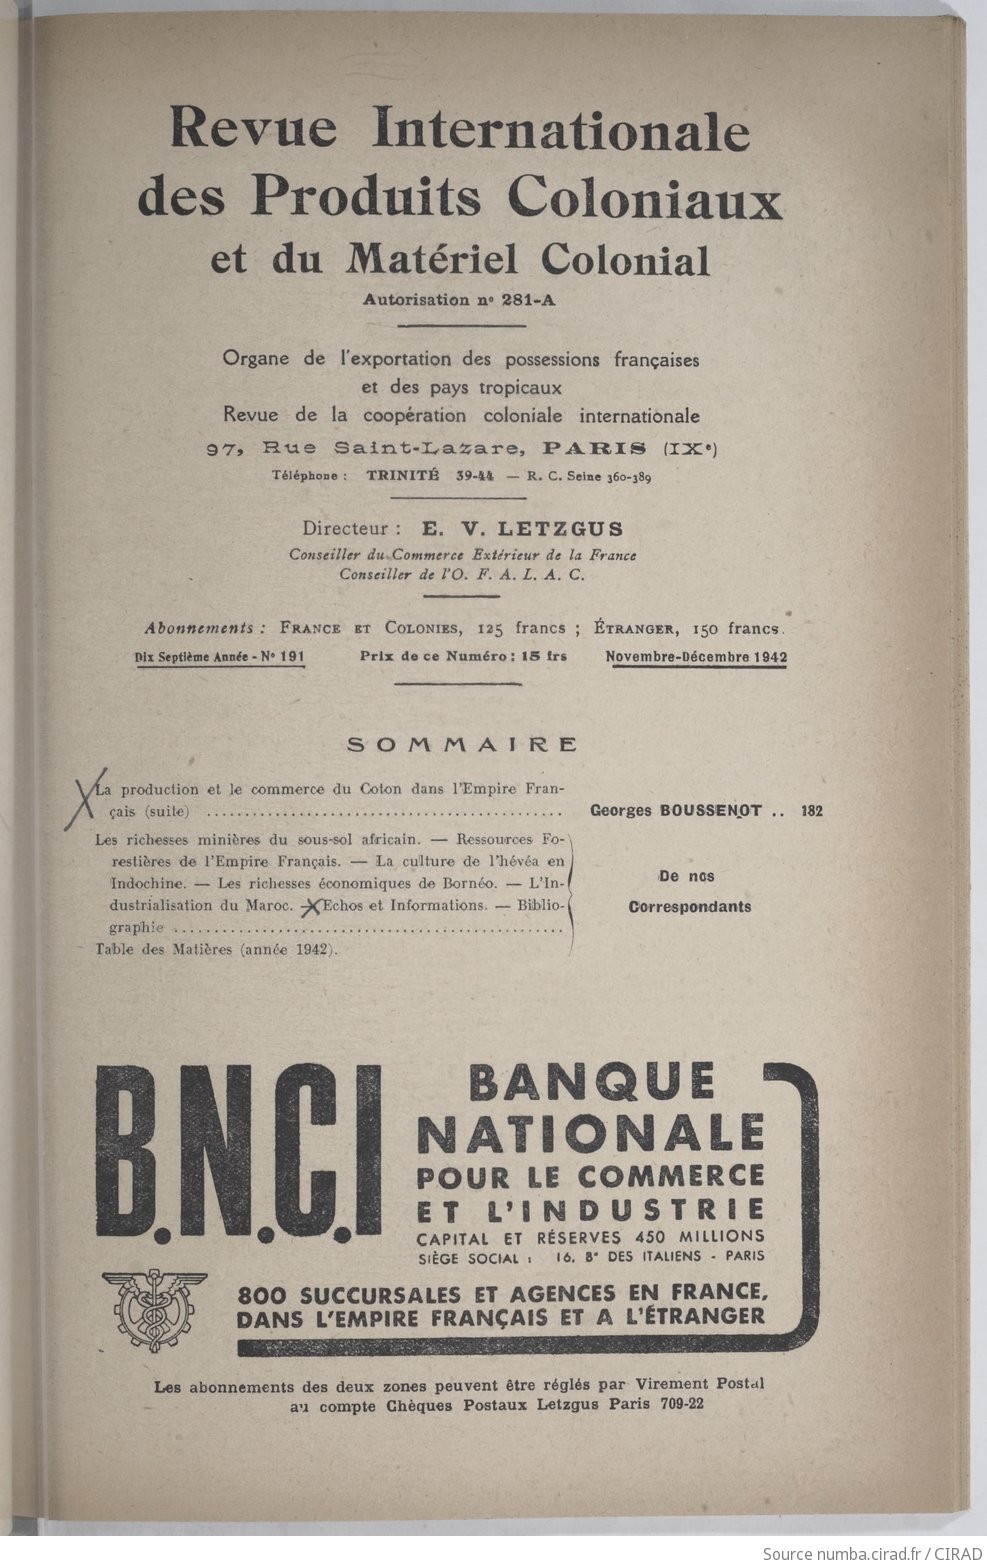 Revue Internationale
des Produits Coloniaux
et du Matériel Colonial
Autorisation n° 281-A
Organe de l'exportation des possessions françaises
et des pays tropicaux
Revue de la coopération coloniale internationale
97, Rue Saint-Lazare, PARIS (IXe)
Téléphone : TRINITÉ 39-44 — R. C. Seine 360-389
Directeur : E. V. LETZGUS
Conseiller du Commerce Extérieur de la France
Conseiller de l'O. F. A. L. A. C.
Abonnements : FRANCE ET COLONIES, 125 francs ; ÉTRANGER, 150 francs.
Dix Septième Année - N° 191 Prix de ce Numéro : 15 frs Novembre-Décembre 1942
SOMMAIRE
La production et le commerce du Coton dans l'Empire Fran-
çais (suite) .............................................. Georges BOUSSENOT .. 182
Les richesses minières du sous-sol africain. — Ressources Fo-
restières de l'Empire Français. — La culture de l'hévéa en
Indochine. — Les richesses économiques de Bornéo. — L'In-
dustrialisation du Maroc. — Echos et Informations. — Biblio-
graphie ..................................................
De nos
Correspondants
Table des Matières (année 1942).
B.N.C.I
BANQUE
NATIONALE
POUR LE COMMERCE
ET L'INDUSTRIE
CAPITAL ET RÉSERVES 450 MILLIONS
SIÈGE SOCIAL : 16, Bd DES ITALIENS - PARIS
800 SUCCURSALES ET AGENCES EN FRANCE,
DANS L'EMPIRE FRANÇAIS ET A L'ÉTRANGER
Les abonnements des deux zones peuvent être réglés par Virement Postal
au compte Chèques Postaux Letzgus Paris 709-22
Source numba.cirad.fr / CIRAD